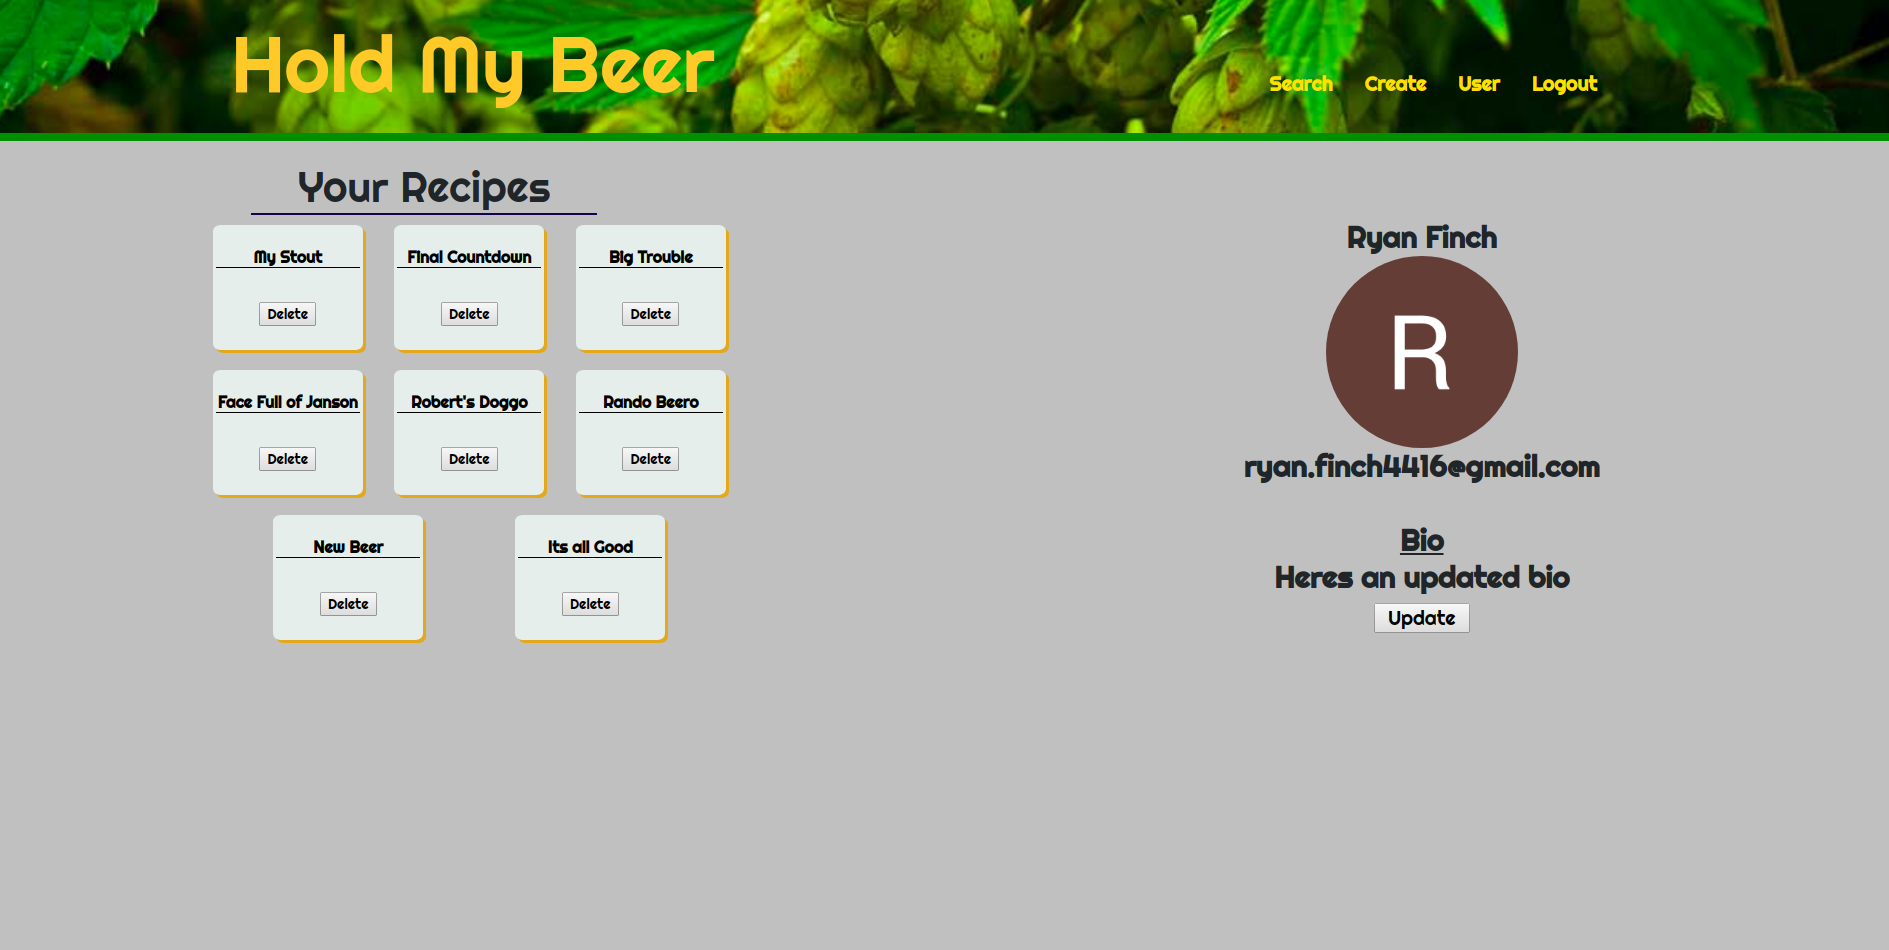 Hold My Beer
Search Create User Logout
Your Recipes
My Stout
Delete
Final Countdown
Delete
Big Trouble
Delete
Face Full of Janson
Delete
Robert's Doggo
Delete
Rando Beero
Delete
New Beer
Delete
Its all Good
Delete
Ryan Finch
R
ryan.finch4416@gmail.com
Bio
Heres an updated bio
Update